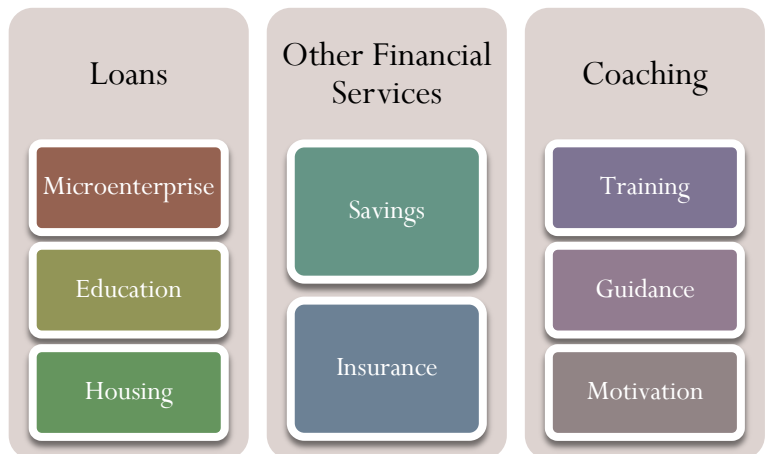 Loans
Microenterprise
Education
Housing
Other Financial
Services
Savings
Insurance
Coaching
Training
Guidance
Motivation